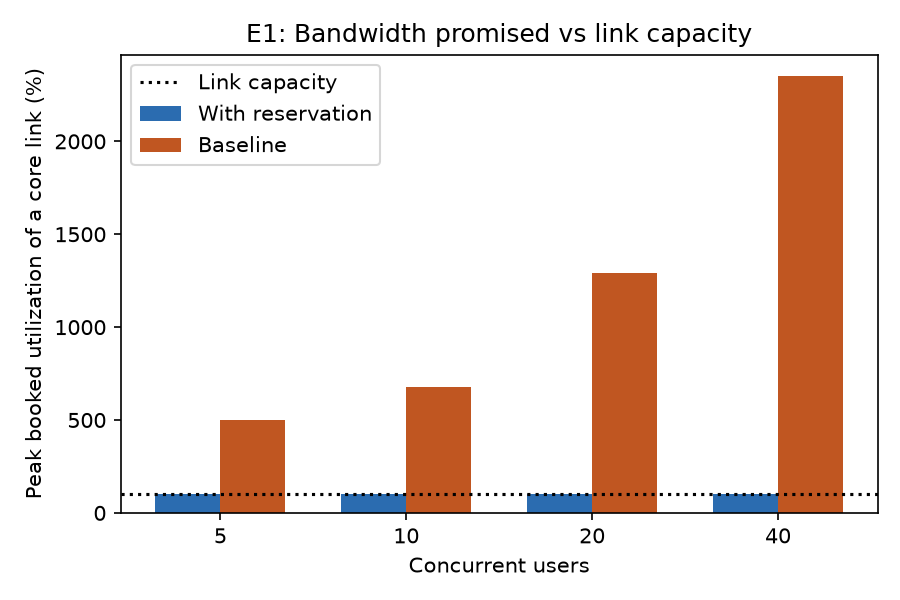 E1: Bandwidth promised vs link capacity
Peak booked utilization of a core link (%)
Link capacity
With reservation
Baseline
2000
1500
1000
500
0
5
10
20
40
Concurrent users